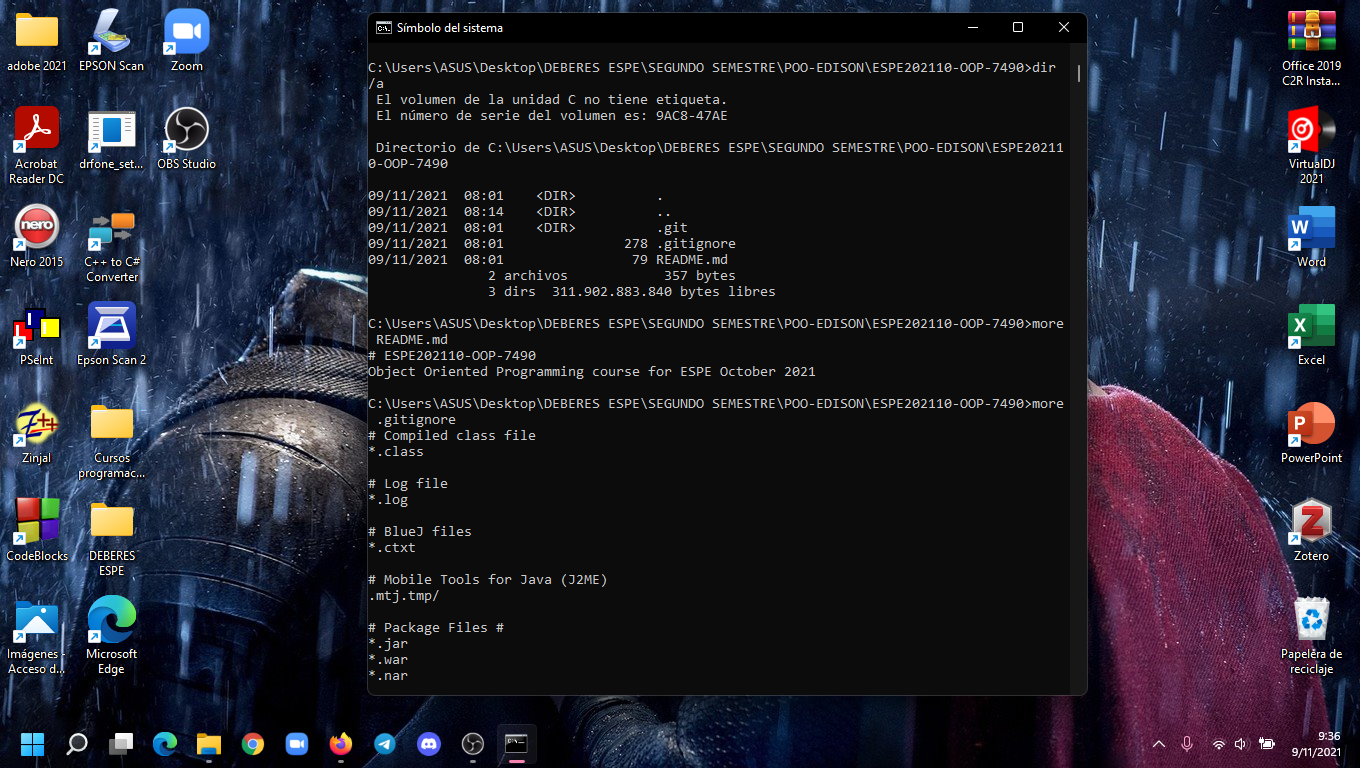 adobe 2021
EPSON Scan
Zoom
Acrobat
Reader DC
drfone_set...
OBS Studio
nero
Nero 2015
C++ to C#
Converter
PSeInt
Epson Scan 2
Zinjal
Cursos
programac...
CodeBlocks
DEBERES
ESPE
Imágenes -
Acceso d...
Microsoft
Edge
Símbolo del sistema
C:\Users\ASUS\Desktop\DEBERES ESPE\SEGUNDO SEMESTRE\POO-EDISON\ESPE202110-OOP-7490>dir
/a
 El volumen de la unidad C no tiene etiqueta.
 El número de serie del volumen es: 9AC8-47AE
 Directorio de C:\Users\ASUS\Desktop\DEBERES ESPE\SEGUNDO SEMESTRE\POO-EDISON\ESPE20211
0-OOP-7490
09/11/2021  08:01    <DIR>          .
09/11/2021  08:14    <DIR>          ..
09/11/2021  08:01    <DIR>          .git
09/11/2021  08:01               278 .gitignore
09/11/2021  08:01                79 README.md
               2 archivos            357 bytes
               3 dirs  311.902.883.840 bytes libres
C:\Users\ASUS\Desktop\DEBERES ESPE\SEGUNDO SEMESTRE\POO-EDISON\ESPE202110-OOP-7490>more
 README.md
# ESPE202110-OOP-7490
Object Oriented Programming course for ESPE October 2021
C:\Users\ASUS\Desktop\DEBERES ESPE\SEGUNDO SEMESTRE\POO-EDISON\ESPE202110-OOP-7490>more
 .gitignore
# Compiled class file
*.class
# Log file
*.log
# BlueJ files
*.ctxt
# Mobile Tools for Java (J2ME)
.mtj.tmp/
# Package Files #
*.jar
*.war
*.nar
Office 2019
C2R Insta...
VirtualDJ
2021
Word
Excel
PowerPoint
Zotero
Papelera de
reciclaje
9:36
9/11/2021